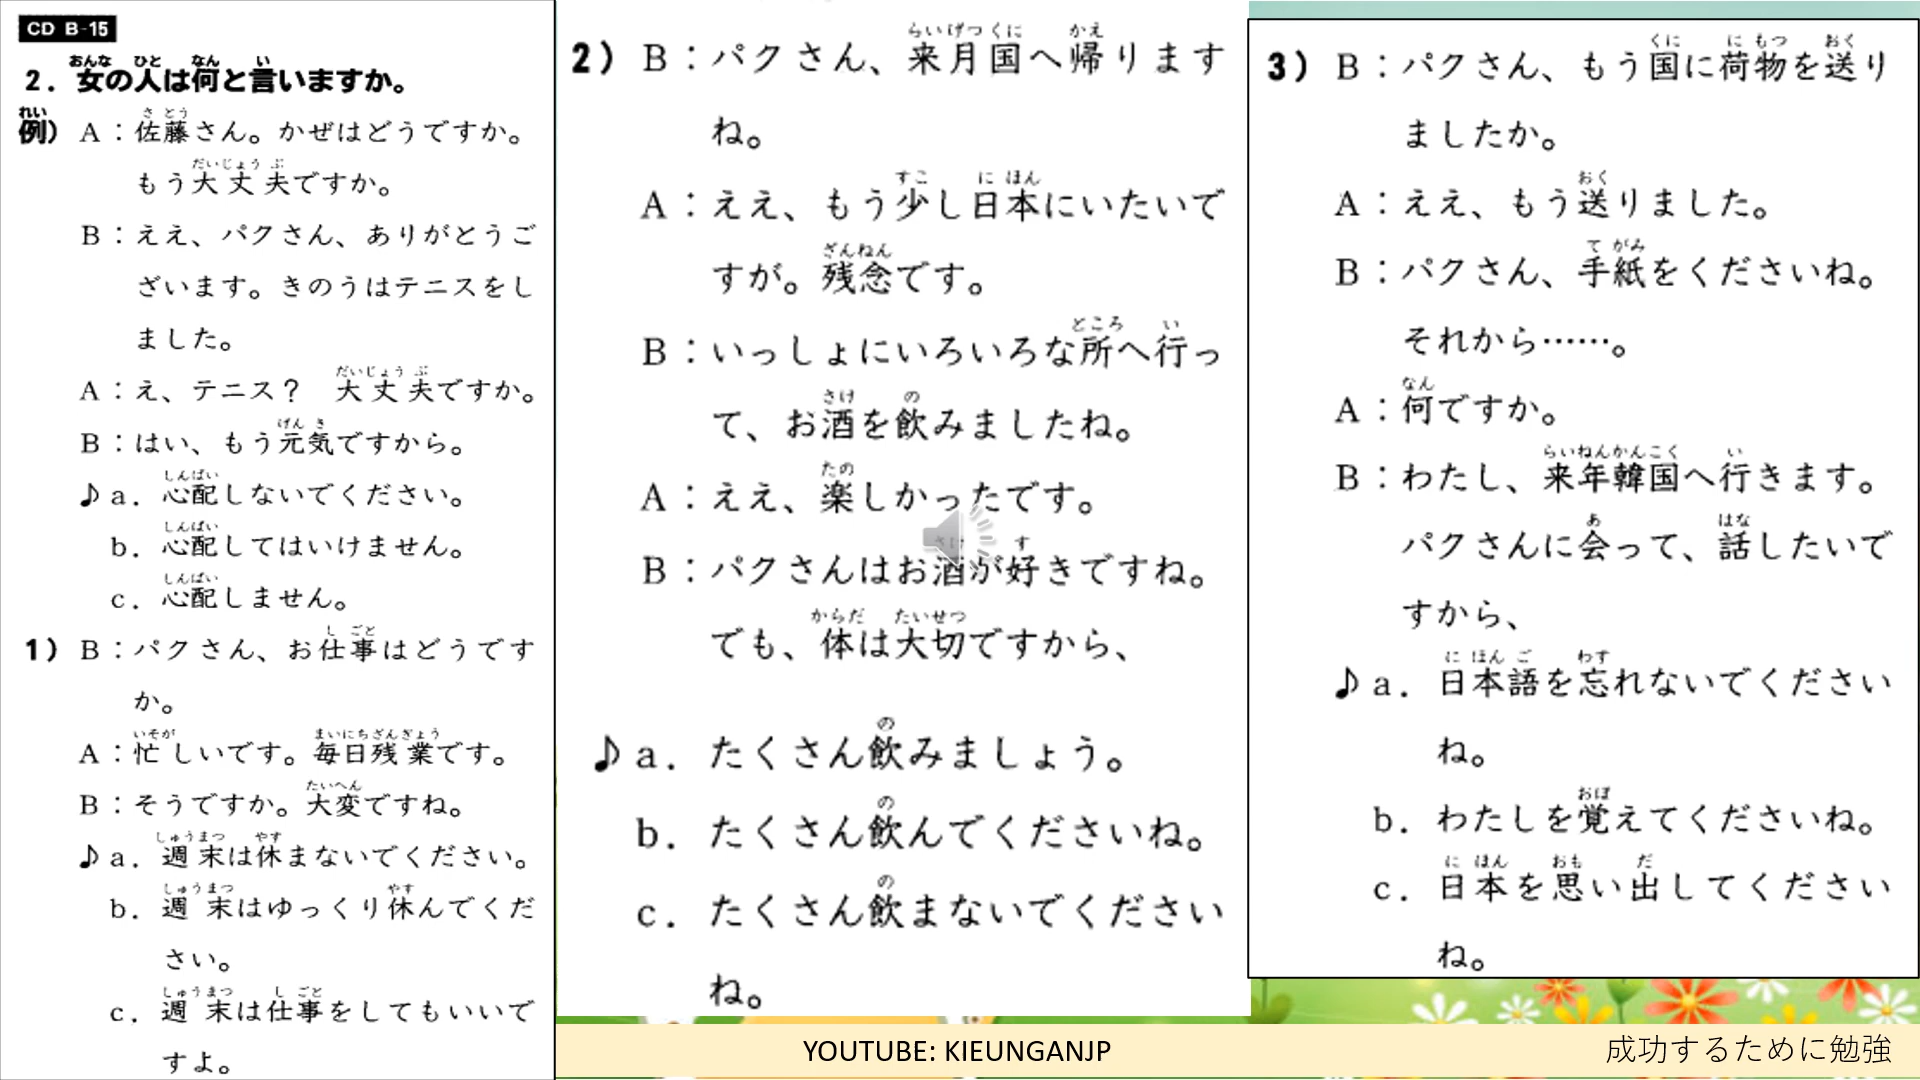 CD B-15
2．女の人は何と言いますか。
例）A：佐藤さん。かぜはどうですか。
もう大丈夫ですか。
B：ええ、パクさん、ありがとうご
ざいます。きのうはテニスをし
ました。
A：え、テニス？　大丈夫ですか。
B：はい、もう元気ですから。
♪a．心配しないでください。
b．心配してはいけません。
c．心配しません。
1）B：パクさん、お仕事はどうです
か。
A：忙しいです。毎日残業です。
B：そうですか。大変ですね。
♪a．週末は休まないでください。
b．週末はゆっくり休んでくだ
さい。
c．週末は仕事をしてもいいで
すよ。
2）B：パクさん、来月国へ帰ります
ね。
A：ええ、もう少し日本にいたいで
すが。残念です。
B：いっしょにいろいろな所へ行っ
て、お酒を飲みましたね。
A：ええ、楽しかったです。
B：パクさんはお酒が好きですね。
でも、体は大切ですから、
♪a．たくさん飲みましょう。
b．たくさん飲んでくださいね。
c．たくさん飲まないでください
ね。
3）B：パクさん、もう国に荷物を送り
ましたか。
A：ええ、もう送りました。
B：パクさん、手紙をくださいね。
それから……。
A：何ですか。
B：わたし、来年韓国へ行きます。
パクさんに会って、話したいで
すから、
♪a．日本語を忘れないでください
ね。
b．わたしを覚えてくださいね。
c．日本を思い出してください
ね。
YOUTUBE: KIEUNGANJP
成功するために勉強